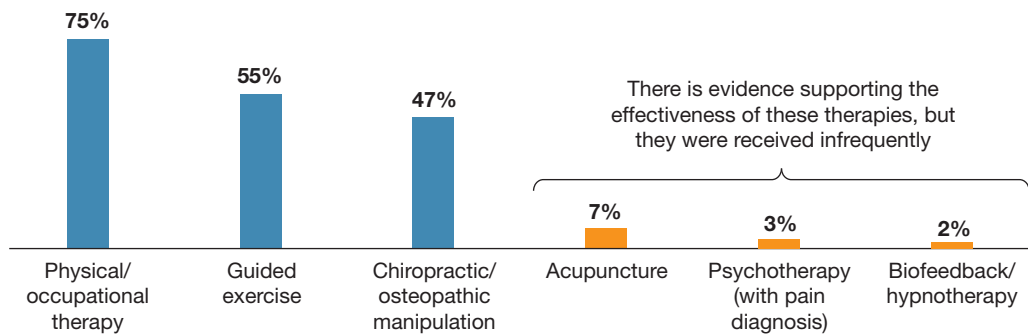 75%
55%
47%
There is evidence supporting the
effectiveness of these therapies, but
they were received infrequently
7%
3%
2%
Physical/
occupational
therapy
Guided
exercise
Chiropractic/
osteopathic
manipulation
Acupuncture
Psychotherapy
(with pain
diagnosis)
Biofeedback/
hypnotherapy